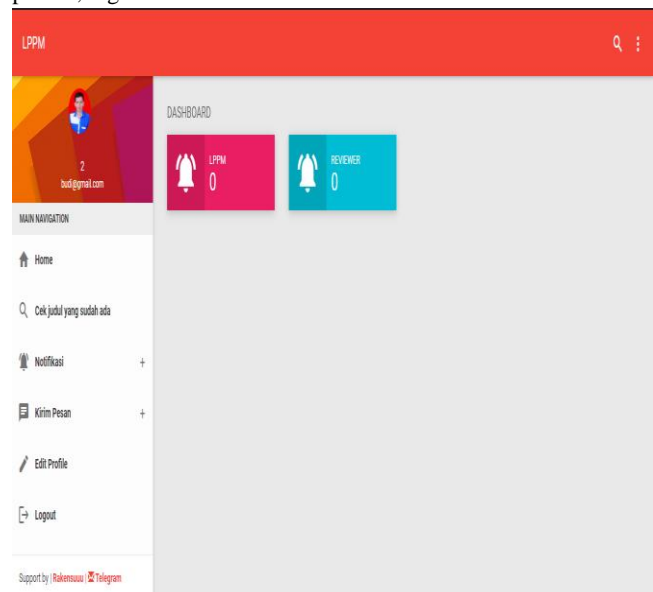 LPPM
2
budi@gmail.com
MAIN NAVIGATION
Home
Cek judul yang sudah ada
Notifikasi +
Kirim Pesan +
Edit Profile
Logout
Support by | Rakensuuu | Telegram
DASHBOARD
LPPM
0
REVIEWER
0